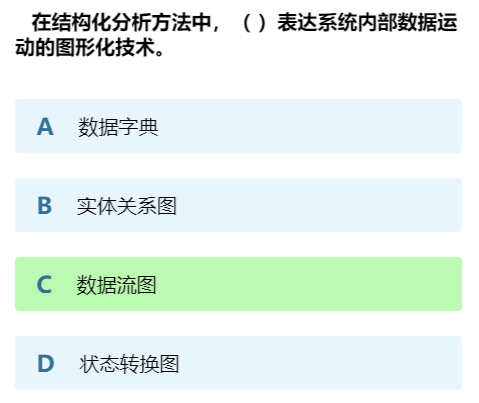 在结构化分析方法中，（ ）表达系统内部数据运
动的图形化技术。
A 数据字典
B 实体关系图
C 数据流图
D 状态转换图